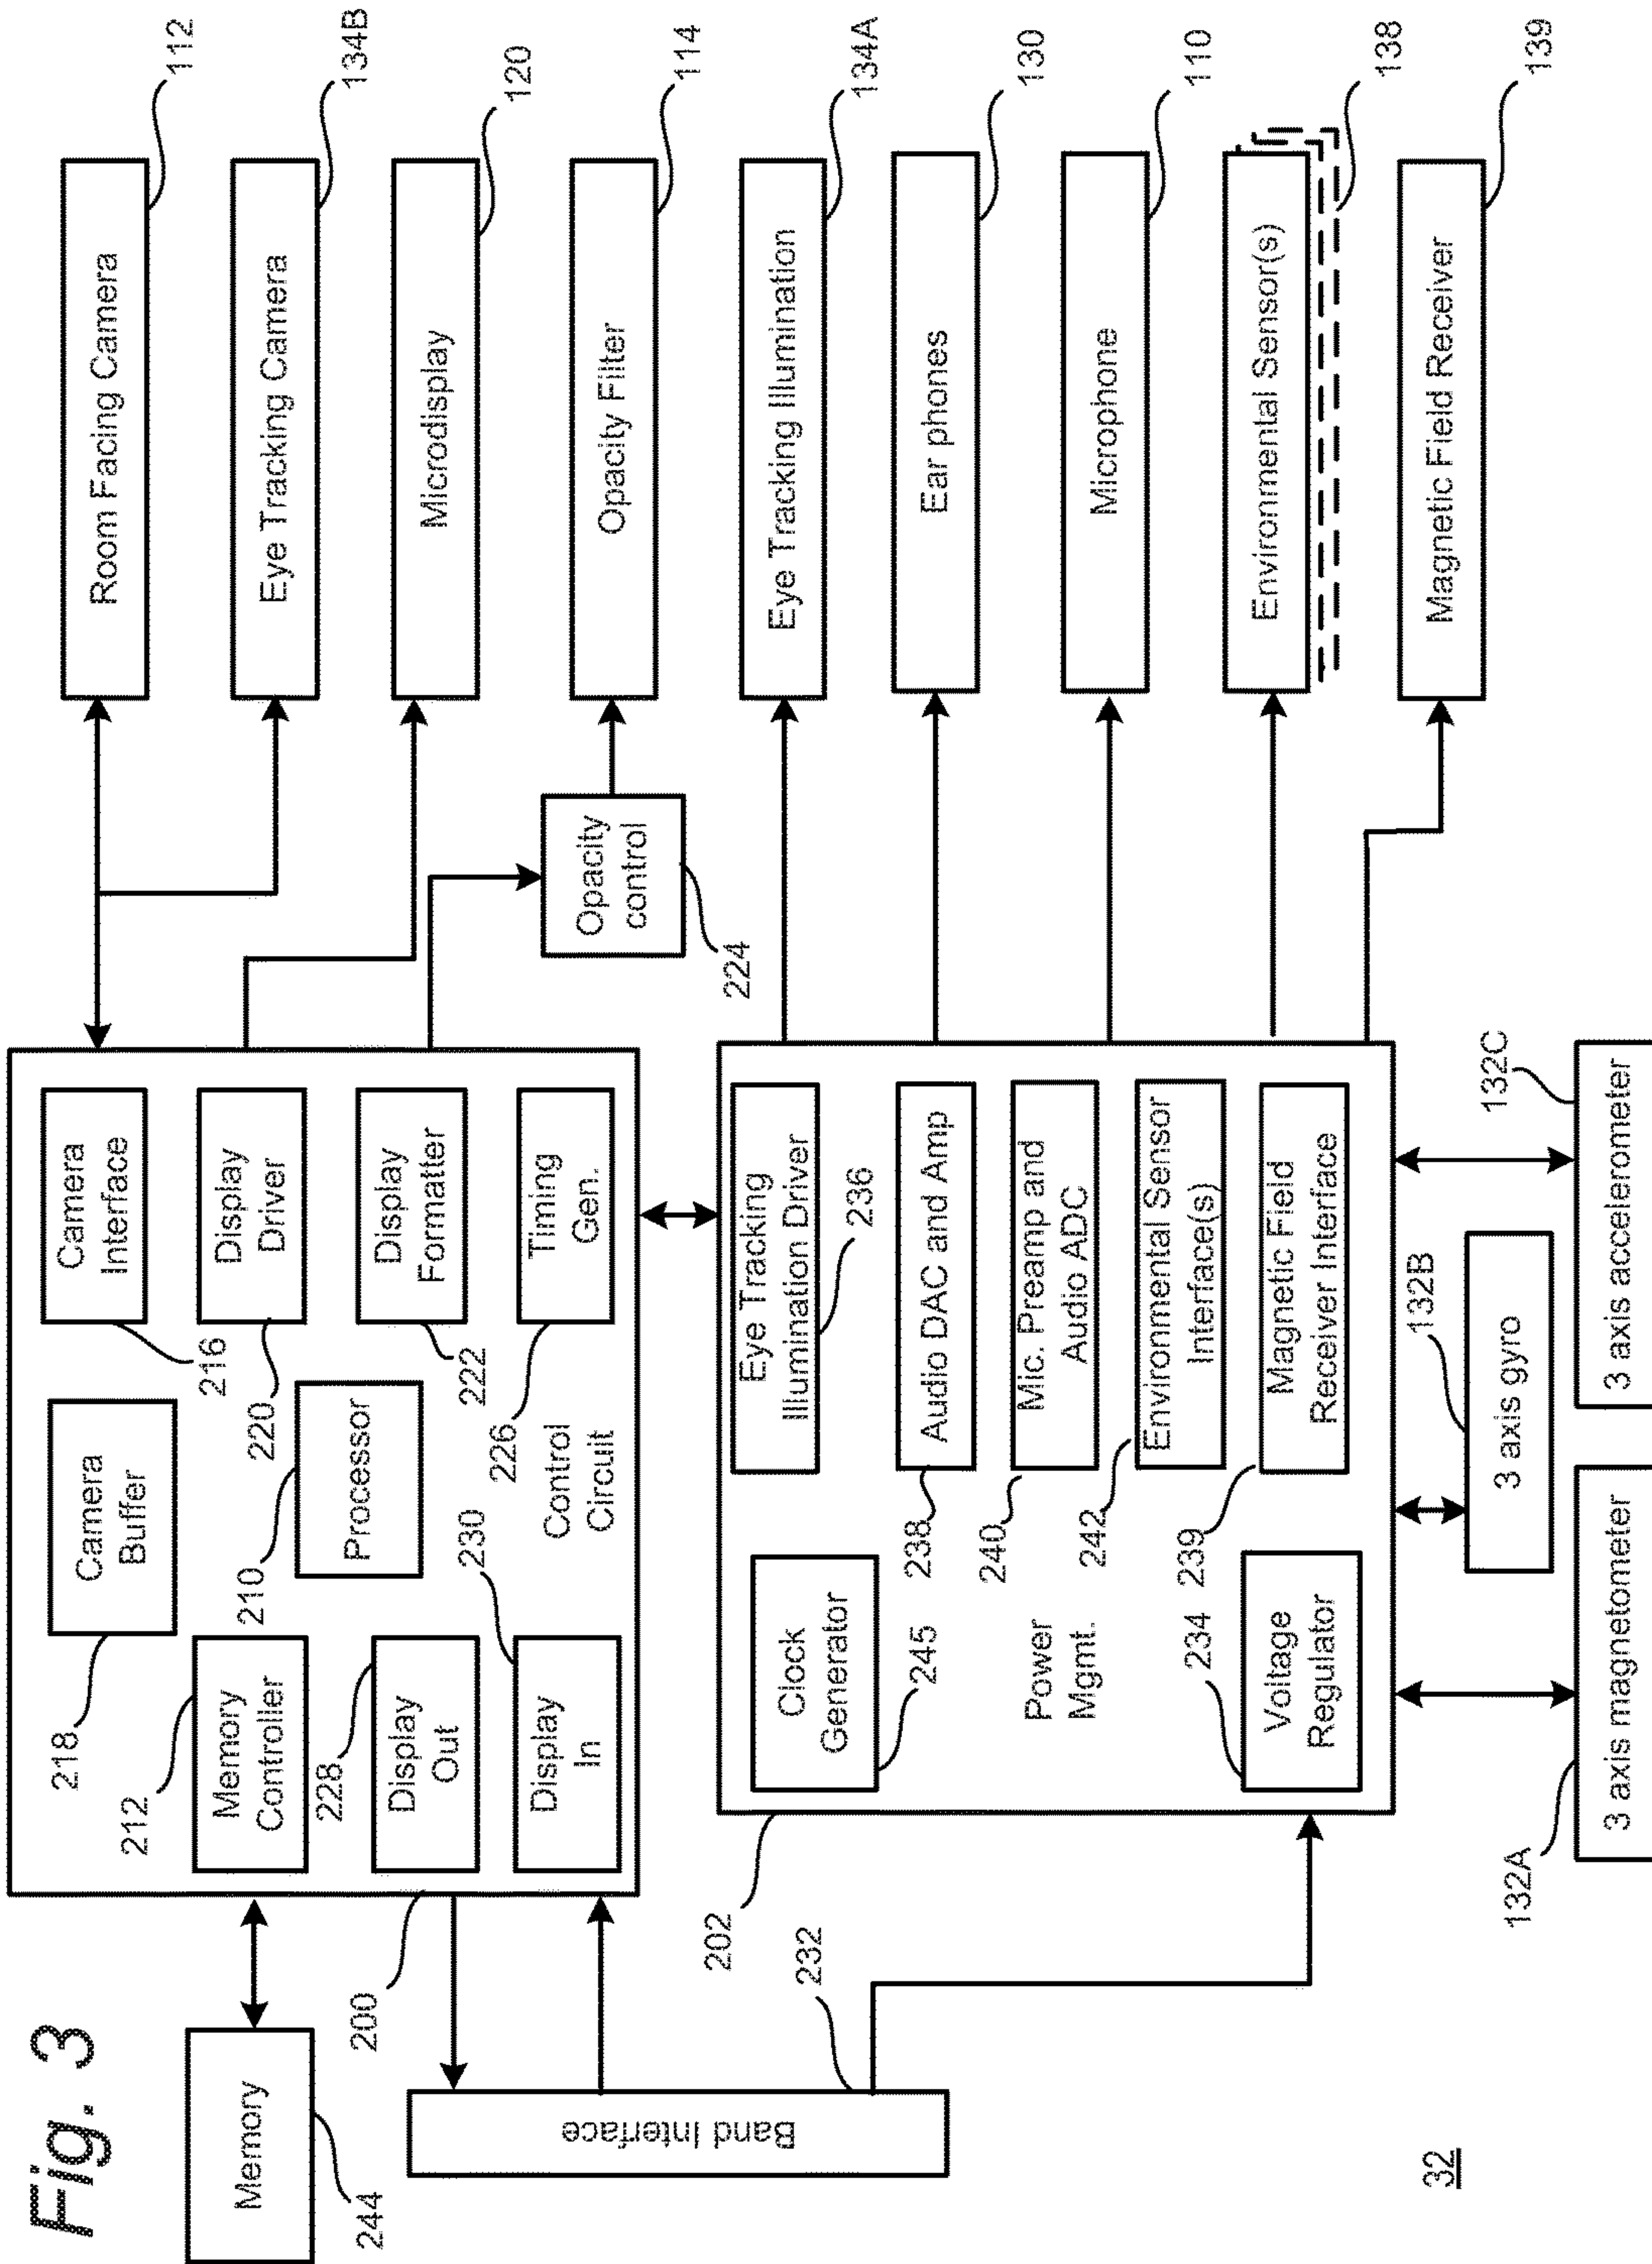 Fig. 3
Room Facing Camera
112
Eye Tracking Camera
134B
Microdisplay
120
Opacity Filter
114
Eye Tracking Illumination
134A
Ear phones
130
Microphone
110
Environmental Sensor(s)
138
Magnetic Field Receiver
139
Opacity
control
224
Camera
Interface
216
Display
Driver
220
Display
Formatter
222
Timing
Gen.
226
Camera
Buffer
218
Processor
210
Control
Circuit
Memory
Controller
212
Display
Out
228
Display
In
230
200
Memory
244
Band Interface
232
202
Eye Tracking
Illumination Driver
236
Audio DAC and Amp
238
Mic. Preamp and
Audio ADC
240
Environmental Sensor
Interface(s)
242
Magnetic Field
Receiver Interface
239
Clock
Generator
245
Power
Mgmt.
Voltage
Regulator
234
3 axis magnetometer
132A
3 axis gyro
132B
3 axis accelerometer
132C
32